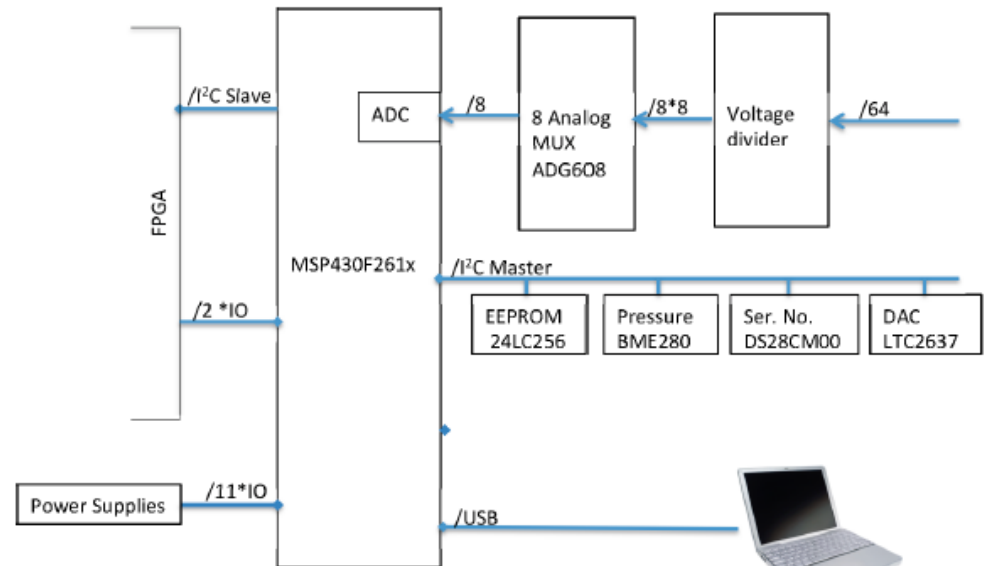 /I²C Slave
ADC
/8
8 Analog
MUX
ADG608
/8*8
Voltage
divider
/64
FPGA
MSP430F261x
/I²C Master
EEPROM
24LC256
Pressure
BME280
Ser. No.
DS28CM00
DAC
LTC2637
/2 *IO
Power Supplies
/11*IO
/USB